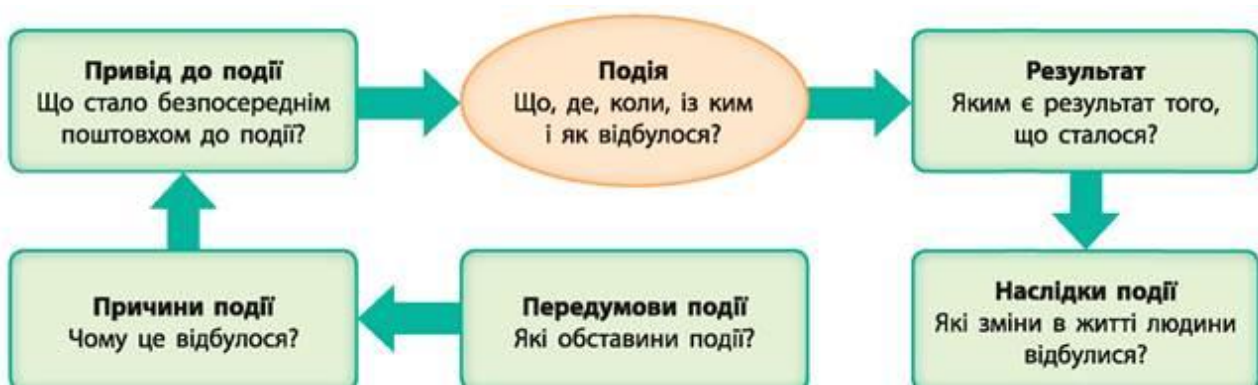 Привід до події
Що стало безпосереднім
поштовхом до події?
Подія
Що, де, коли, із ким
і як відбулося?
Результат
Яким є результат того,
що сталося?
Причини події
Чому це відбулося?
Передумови події
Які обставини події?
Наслідки події
Які зміни в житті людини
відбулися?